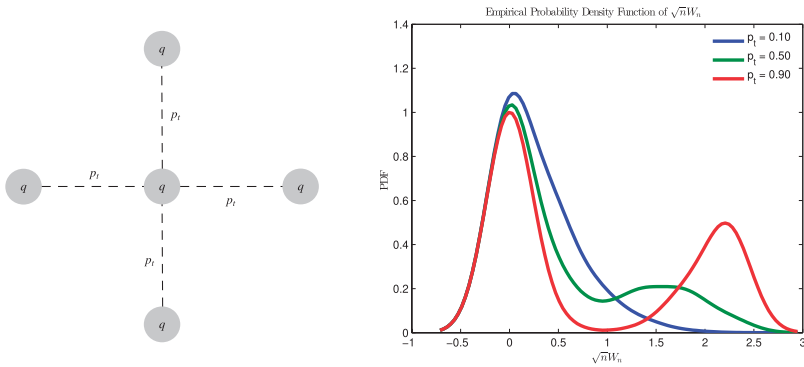 q
p_t
q
p_t
q
p_t
q
p_t
q
Empirical Probability Density Function of √n W_n
PDF
1.4
1.2
1
0.8
0.6
0.4
0.2
0
p_t = 0.10
p_t = 0.50
p_t = 0.90
-1 -0.5 0 0.5 1 1.5 2 2.5 3
√n W_n